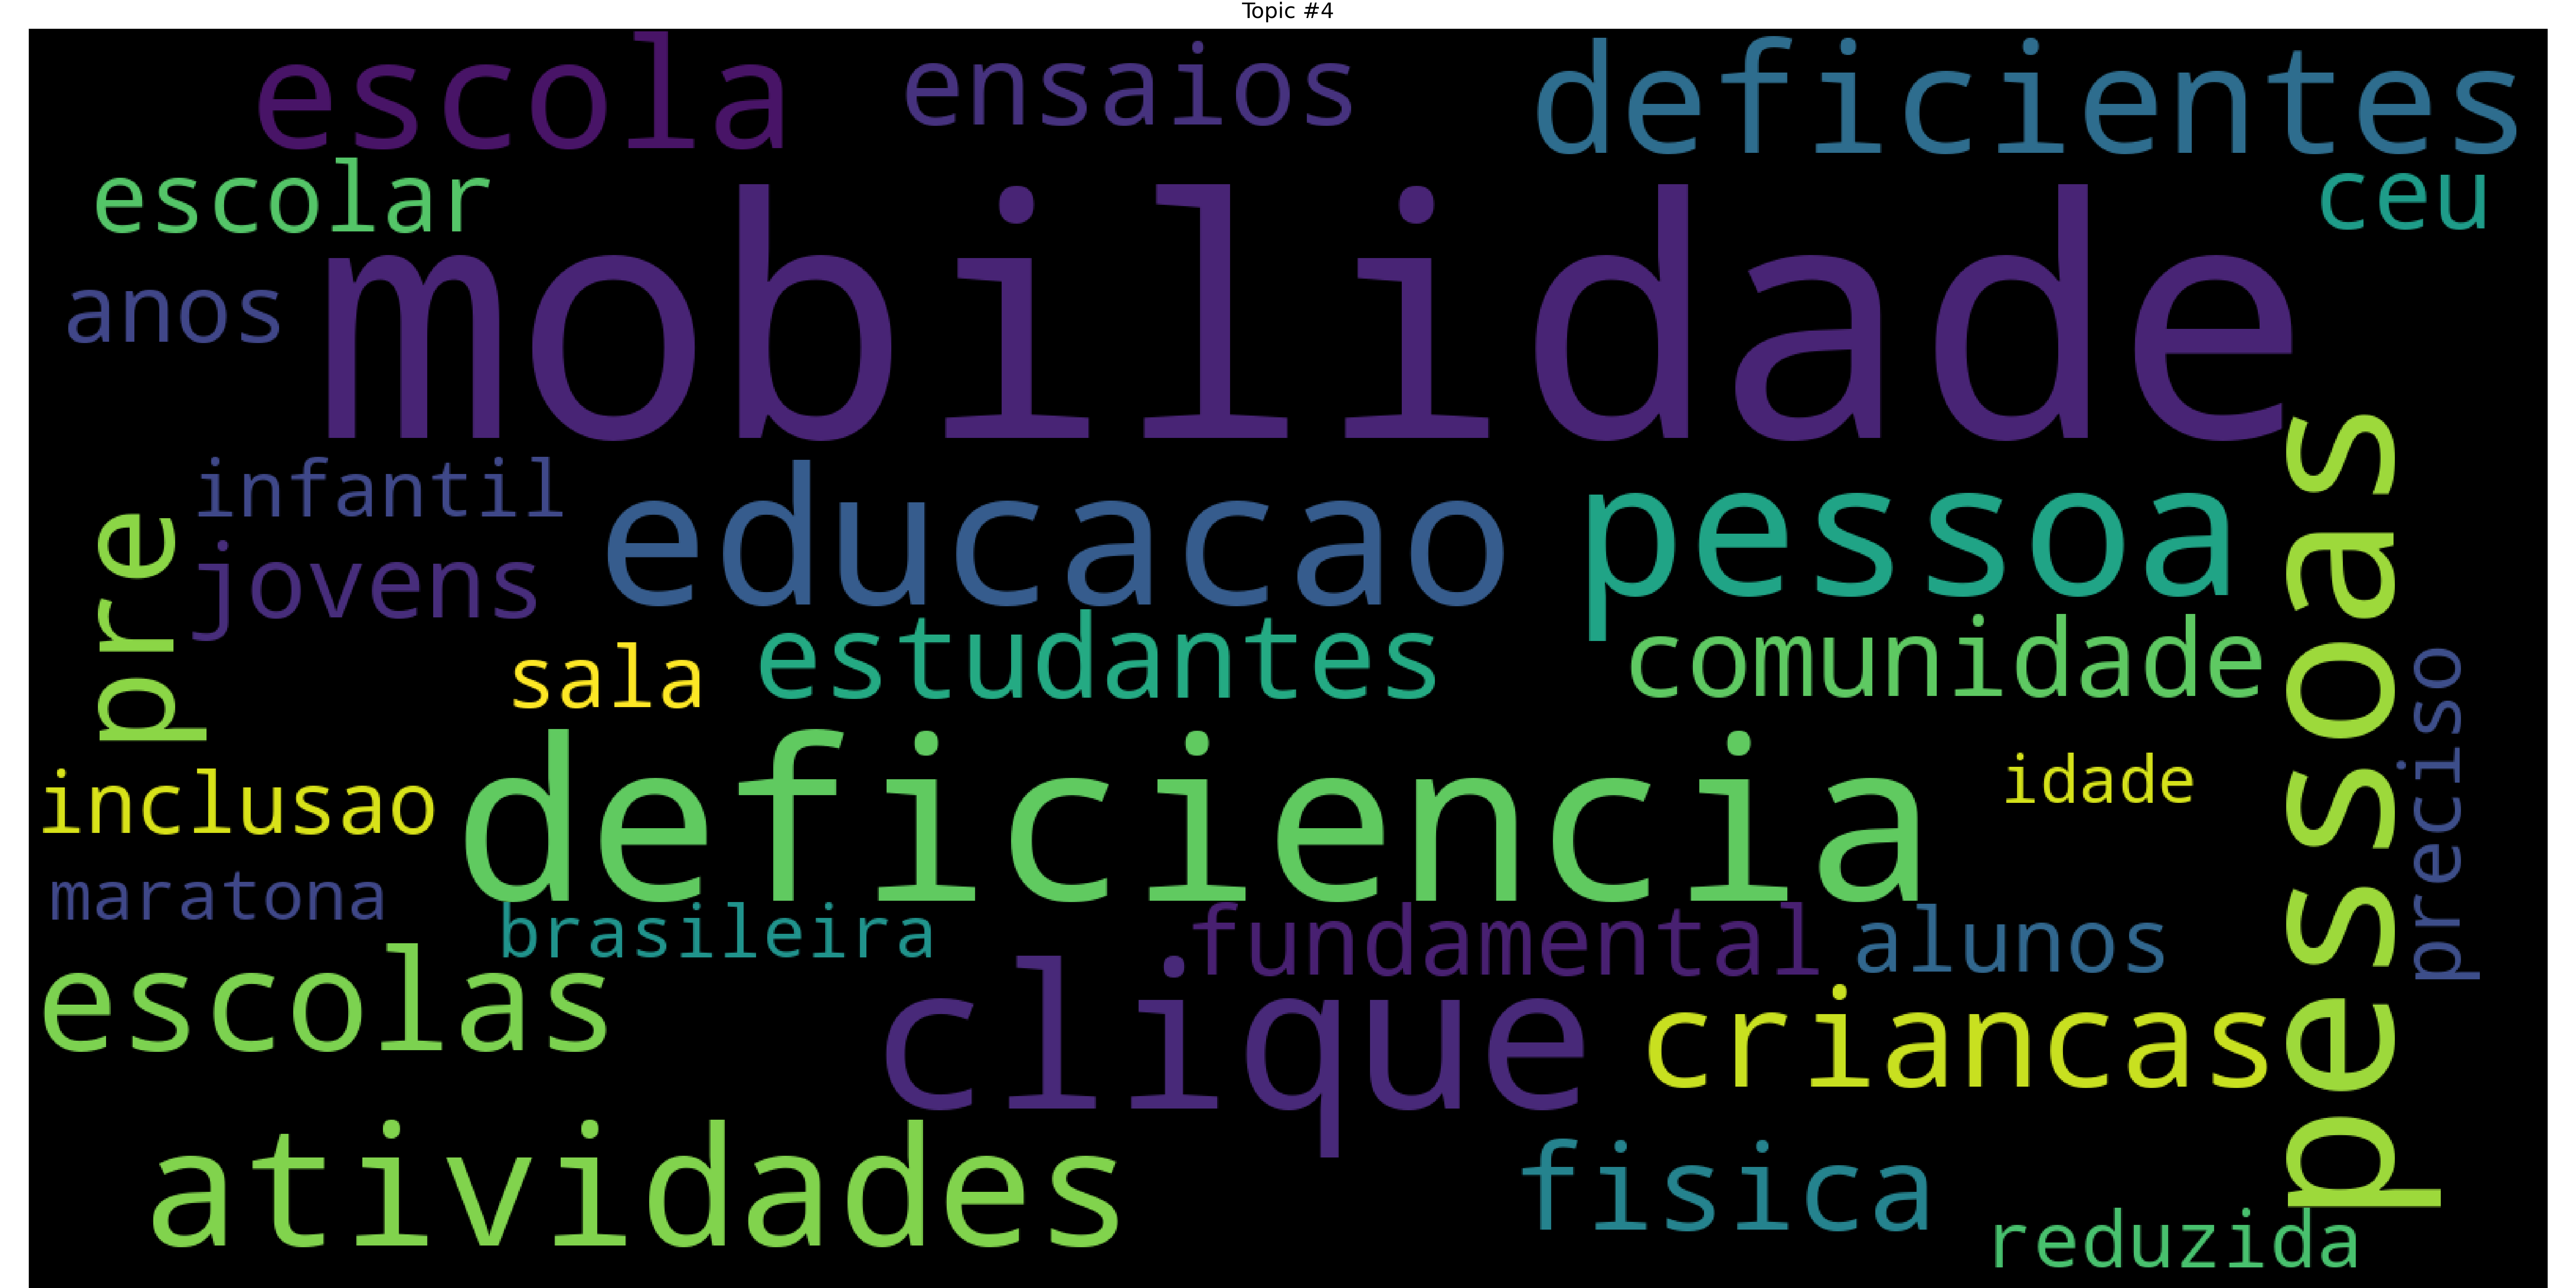 Topic #4
escola
ensaios
deficientes
escolar
ceu
mobilidade
anos
infantil
educacao
pessoa
pessoas
pre
jovens
sala
estudantes
comunidade
preciso
inclusao
deficiencia
idade
maratona
brasileira
fundamental
alunos
escolas
clique
criancas
atividades
fisica
reduzida